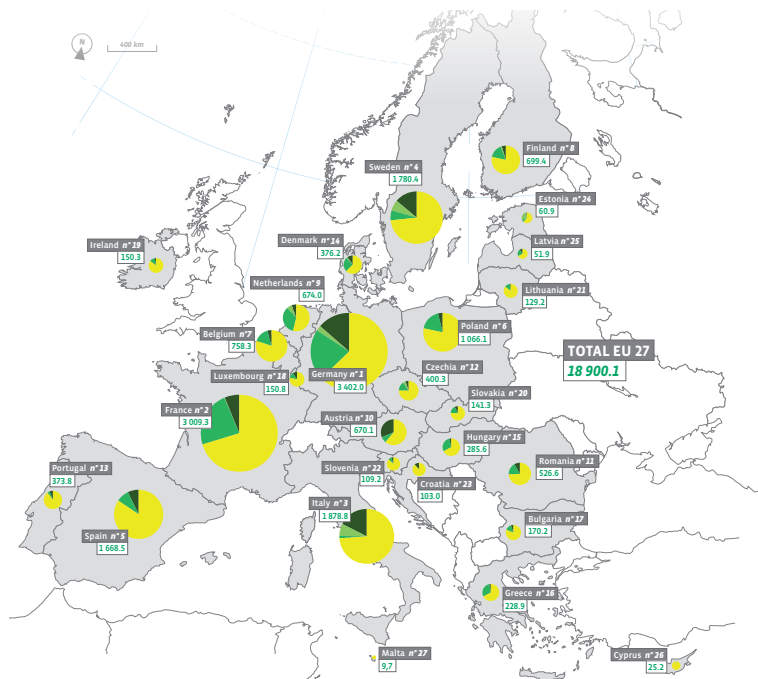 N
400 km
Finland n°8
699.4
Sweden n°4
1 780.4
Estonia n°24
60.9
Ireland n°19
150.3
Denmark n°14
376.2
Latvia n°25
51.9
Netherlands n°9
674.0
Lithuania n°21
129.2
Belgium n°7
758.3
Poland n°6
1 066.1
TOTAL EU 27
18 900.1
Luxembourg n°18
150.8
Germany n°1
3 402.0
Czechia n°12
400.3
Slovakia n°20
141.3
France n°2
3 009.3
Austria n°10
670.1
Hungary n°15
285.6
Portugal n°13
373.8
Slovenia n°22
109.2
Croatia n°23
103.0
Romania n°11
526.6
Italy n°3
1 878.8
Spain n°5
1 668.5
Bulgaria n°17
170.2
Greece n°16
228.9
Malta n°27
9,7
Cyprus n°26
25.2